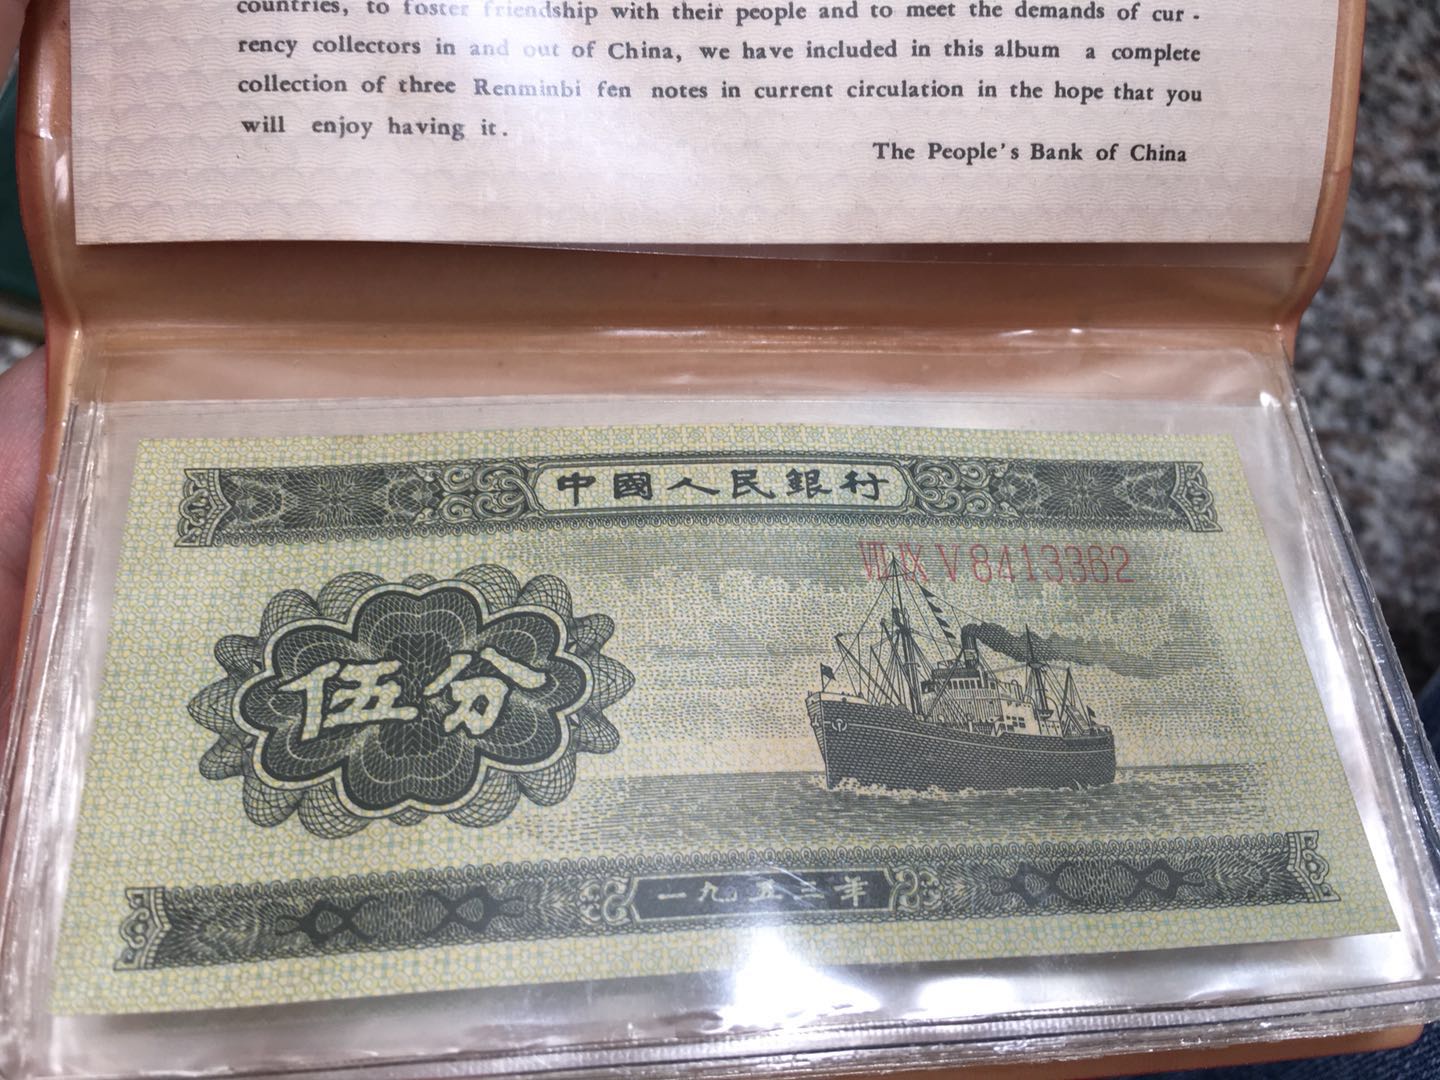 countries, to foster friendship with their people and to meet the demands of cur -
rency collectors in and out of China, we have included in this album a complete
collection of three Renminbi fen notes in current circulation in the hope that you
will enjoy having it.
The People's Bank of China
中國人民銀行
VII IX V 8413362
伍分
一九五三年